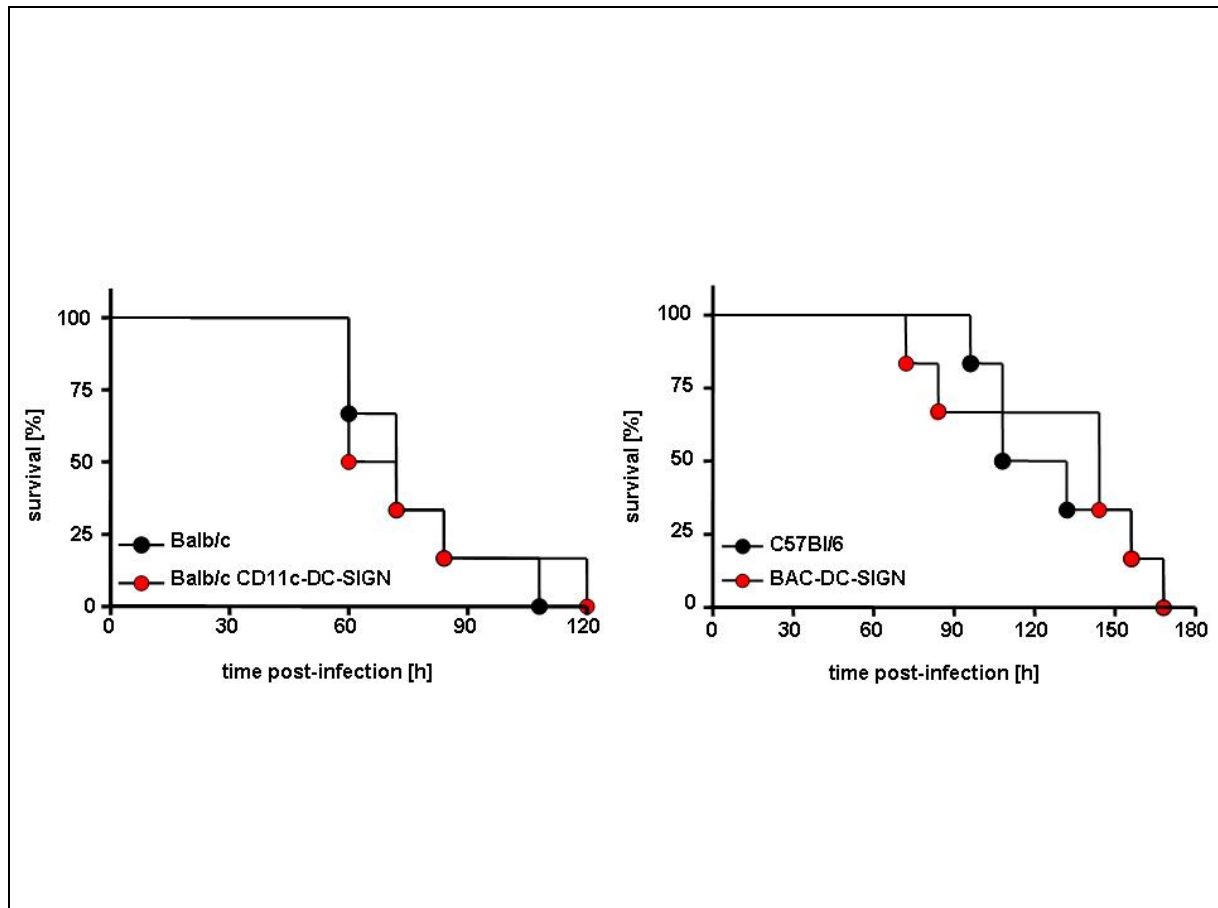 100
75
50
25
0
survival [%]
Balb/c
Balb/c CD11c-DC-SIGN
0 60 90 120
time post-infection [h]
100
75
50
25
0
survival [%]
C57Bl/6
BAC-DC-SIGN
0 30 60 90 120 150 180
time post-infection [h]